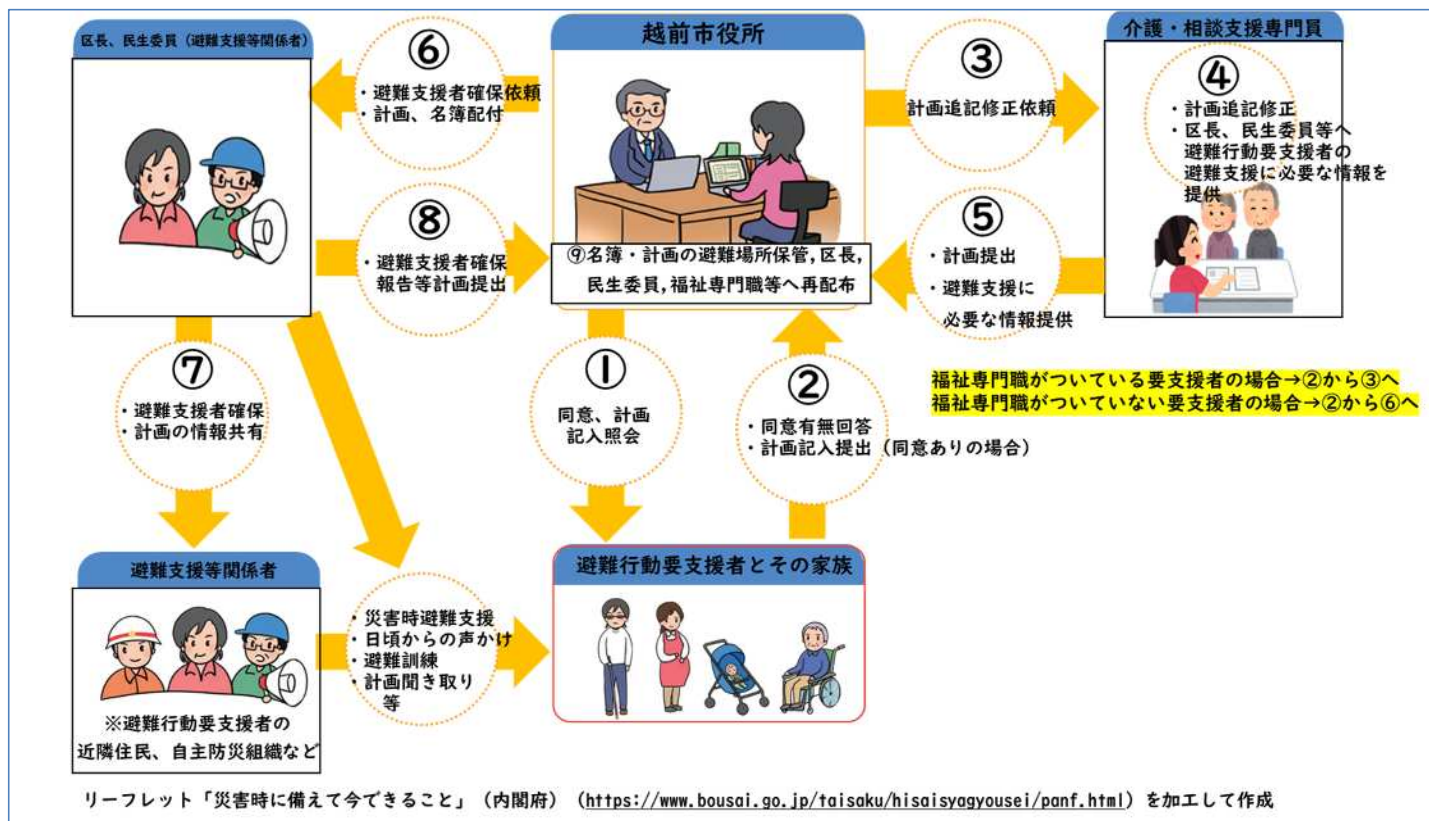 区長、民生委員（避難支援等関係者）
⑥
・避難支援者確保依頼
・計画、名簿配付
越前市役所
③
計画追記修正依頼
介護・相談支援専門員
④
・計画追記修正
・区長、民生委員等へ
避難行動要支援者の
避難支援に必要な情報を
提供
⑧
・避難支援者確保
報告等計画提出
⑨名簿・計画の避難場所保管,区長,
民生委員,福祉専門職等へ再配布
⑤
・計画提出
・避難支援に
必要な情報提供
⑦
・避難支援者確保
・計画の情報共有
①
同意、計画
記入照会
②
・同意有無回答
・計画記入提出（同意ありの場合）
福祉専門職がついている要支援者の場合→②から③へ
福祉専門職がついていない要支援者の場合→②から⑥へ
避難支援等関係者
※避難行動要支援者の
近隣住民、自主防災組織など
・災害時避難支援
・日頃からの声かけ
・避難訓練
・計画聞き取り
等
避難行動要支援者とその家族
リーフレット「災害時に備えて今できること」（内閣府）（https://www.bousai.go.jp/taisaku/hisaisyagyousei/panf.html）を加工して作成